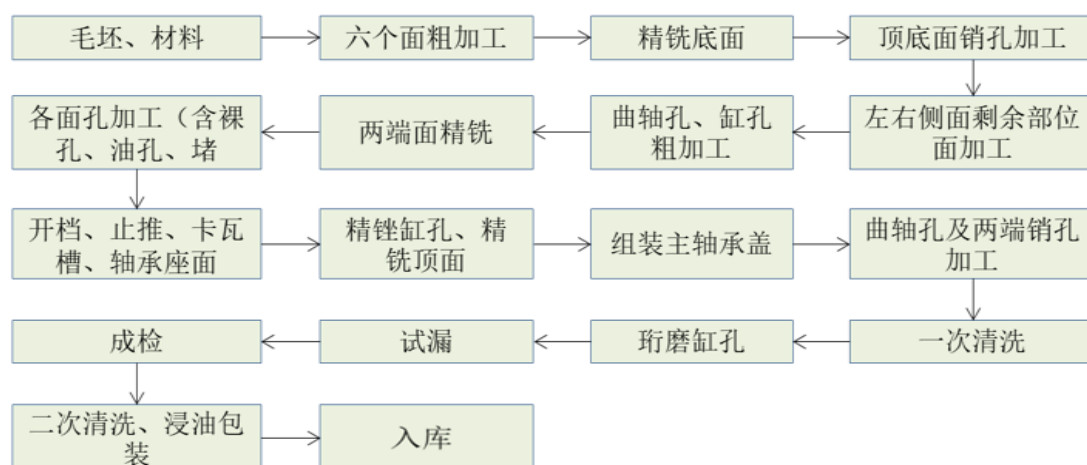 毛坯、材料
六个面粗加工
精铣底面
顶底面销孔加工
左右侧面剩余部位
面加工
曲轴孔、缸孔
粗加工
两端面精铣
各面孔加工（含裸
孔、油孔、堵
开档、止推、卡瓦
槽、轴承座面
精锉缸孔、精
铣顶面
组装主轴承盖
曲轴孔及两端销孔
加工
一次清洗
珩磨缸孔
试漏
成检
二次清洗、浸油包
装
入库